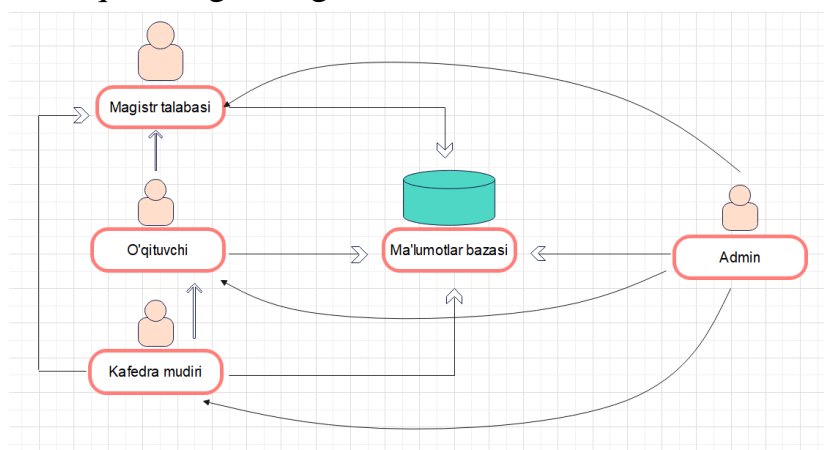 Magistr talabasi
O'qituvchi
Ma'lumotlar bazasi
Admin
Kafedra mudiri